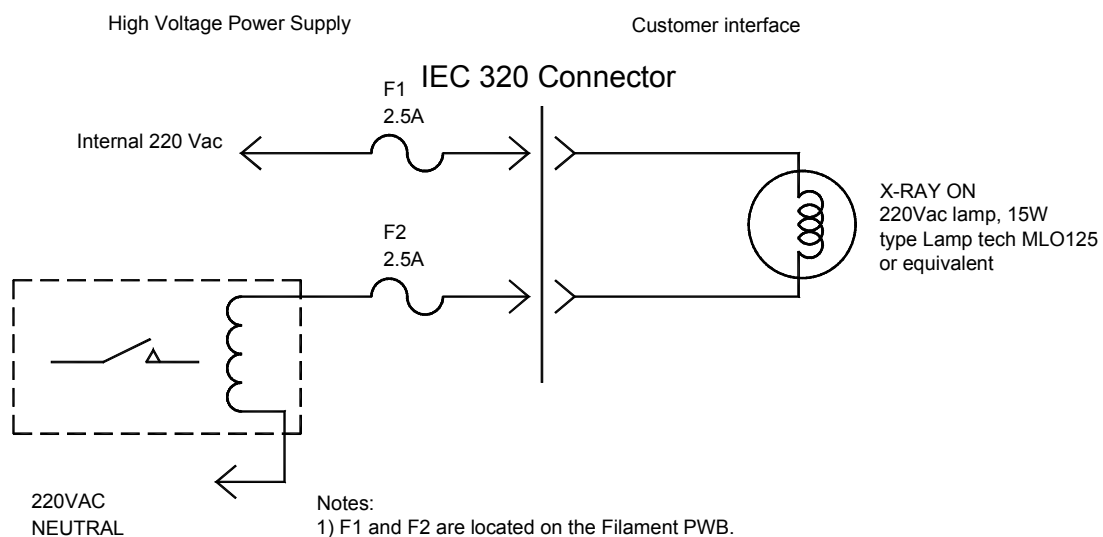 High Voltage Power Supply
Customer interface
IEC 320 Connector
F1
2.5A
Internal 220 Vac
X-RAY ON
220Vac lamp, 15W
type Lamp tech MLO125
or equivalent
F2
2.5A
220VAC
NEUTRAL
Notes:
1) F1 and F2 are located on the Filament PWB.